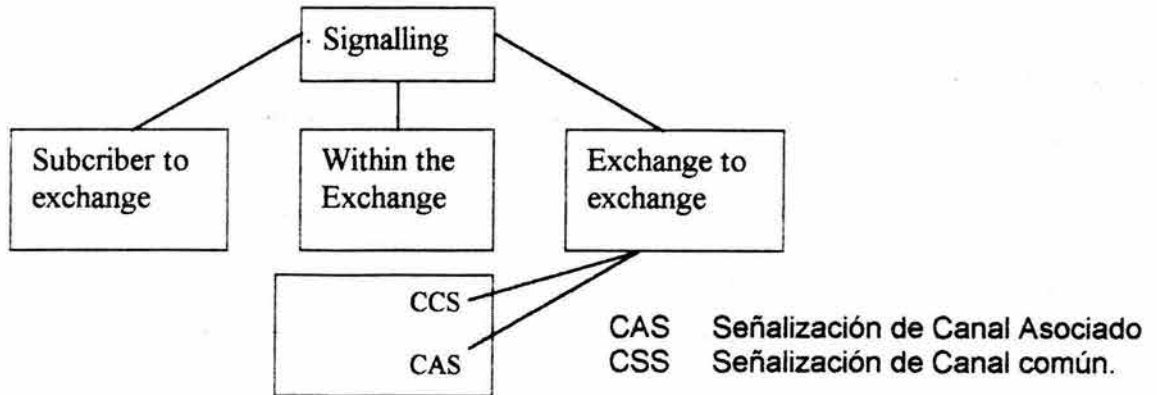 Signalling
Subcriber to
exchange
Within the
Exchange
Exchange to
exchange
CCS
CAS
CAS Señalización de Canal Asociado
CSS Señalización de Canal común.